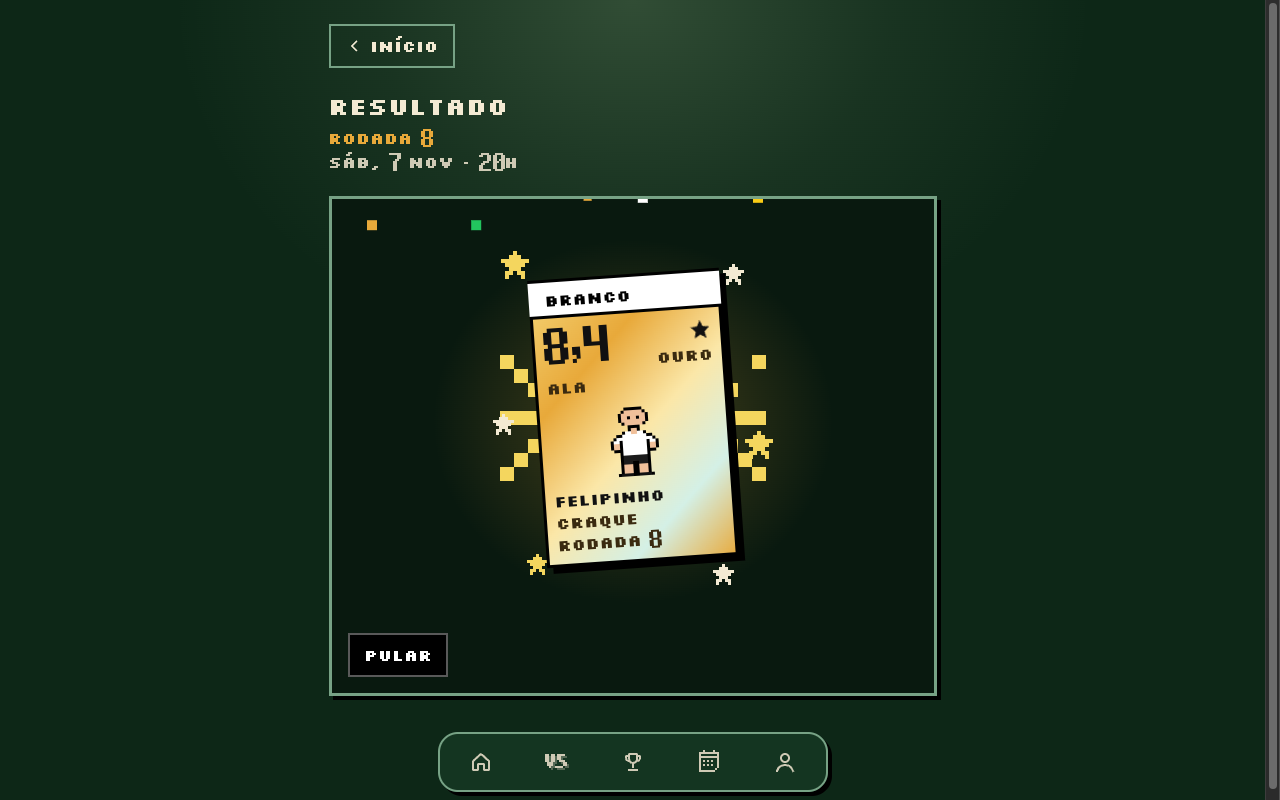 INÍCIO
RESULTADO
RODADA 8
SÁB, 7 NOV · 20H
BRANCO
8,4
OURO
ALA
FELIPINHO
CRAQUE
RODADA 8
PULAR
VS